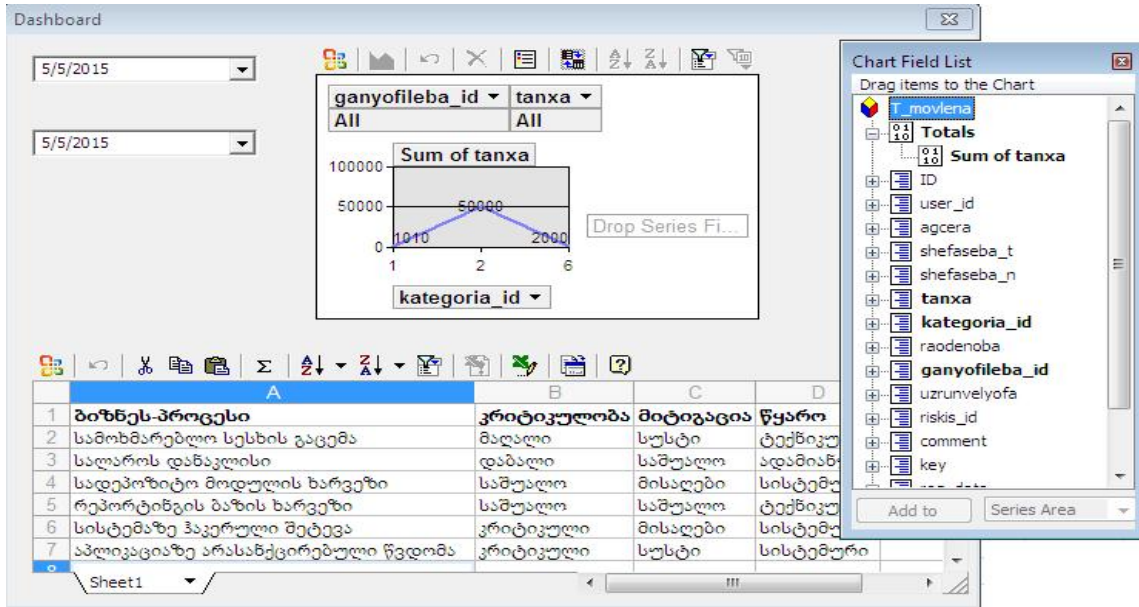 Dashboard
5/5/2015
5/5/2015
ganyofileba_id tanxa
All All
Sum of tanxa
100000
50000
0
1010 50000 2000
1 2 6
Drop Series Fi...
kategoria_id
Chart Field List
Drag items to the Chart
T_movlena
Totals
Sum of tanxa
ID
user_id
agcera
shefaseba_t
shefaseba_n
tanxa
kategoria_id
raodenoba
ganyofileba_id
uzrunvelyofa
riskis_id
comment
key
Add to Series Area
A B C D
1 ბიზნეს-პროცესი კრიტიკულობა მიტიგაცია წყარო
2 სამოხმარებლო სესხის გაცემა მაღალი სუსტი ტექნიკუ
3 სალაროს დანაკლისი დაბალი საშუალო ადამიან
4 სადეპოზიტო მოდულის ხარვეზი საშუალო მისაღები სისტემუ
5 რეპორტინგის ბაზის ხარვეზი საშუალო საშუალო ტექნიკუ
6 სისტემაზე ჰაკერული შეტევა კრიტიკული მისაღები სისტემუ
7 აპლიკაციაზე არასანქცირებული წვდომა კრიტიკული სუსტი სისტემური
Sheet1